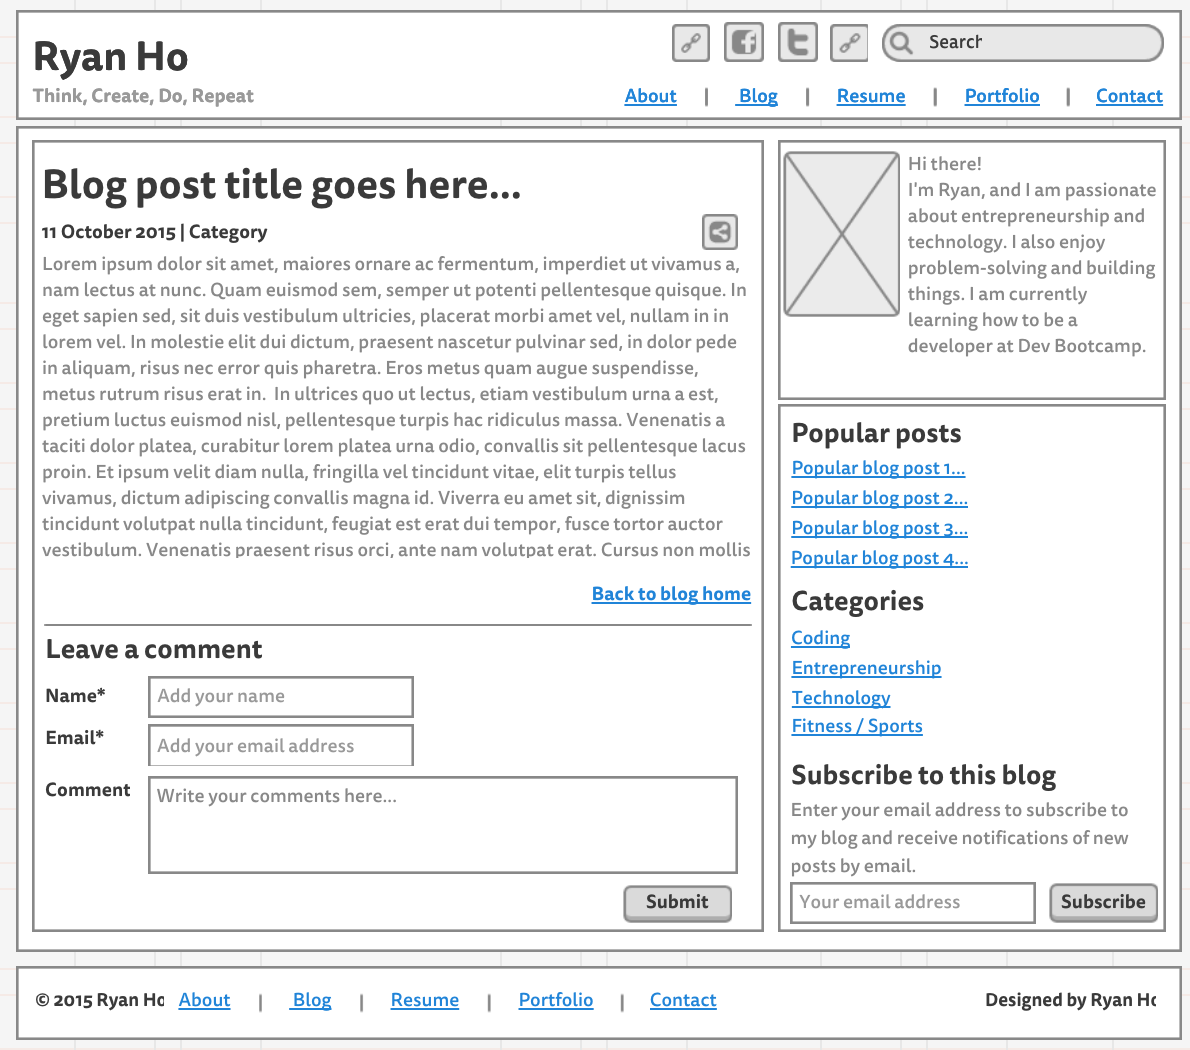 Ryan Ho
Think, Create, Do, Repeat
Search
About | Blog | Resume | Portfolio | Contact
Blog post title goes here...
11 October 2015 | Category
Lorem ipsum dolor sit amet, maiores ornare ac fermentum, imperdiet ut vivamus a,
nam lectus at nunc. Quam euismod sem, semper ut potenti pellentesque quisque. In
eget sapien sed, sit duis vestibulum ultricies, placerat morbi amet vel, nullam in in
lorem vel. In molestie elit dui dictum, praesent nascetur pulvinar sed, in dolor pede
in aliquam, risus nec error quis pharetra. Eros metus quam augue suspendisse,
metus rutrum risus erat in.  In ultrices quo ut lectus, etiam vestibulum urna a est,
pretium luctus euismod nisl, pellentesque turpis hac ridiculus massa. Venenatis a
taciti dolor platea, curabitur lorem platea urna odio, convallis sit pellentesque lacus
proin. Et ipsum velit diam nulla, fringilla vel tincidunt vitae, elit turpis tellus
vivamus, dictum adipiscing convallis magna id. Viverra eu amet sit, dignissim
tincidunt volutpat nulla tincidunt, feugiat est erat dui tempor, fusce tortor auctor
vestibulum. Venenatis praesent risus orci, ante nam volutpat erat. Cursus non mollis
Back to blog home
Leave a comment
Name* Add your name
Email* Add your email address
Comment Write your comments here...
Submit
Hi there!
I'm Ryan, and I am passionate
about entrepreneurship and
technology. I also enjoy
problem-solving and building
things. I am currently
learning how to be a
developer at Dev Bootcamp.
Popular posts
Popular blog post 1...
Popular blog post 2...
Popular blog post 3...
Popular blog post 4...
Categories
Coding
Entrepreneurship
Technology
Fitness / Sports
Subscribe to this blog
Enter your email address to subscribe to
my blog and receive notifications of new
posts by email.
Your email address Subscribe
© 2015 Ryan Ho About | Blog | Resume | Portfolio | Contact Designed by Ryan Ho